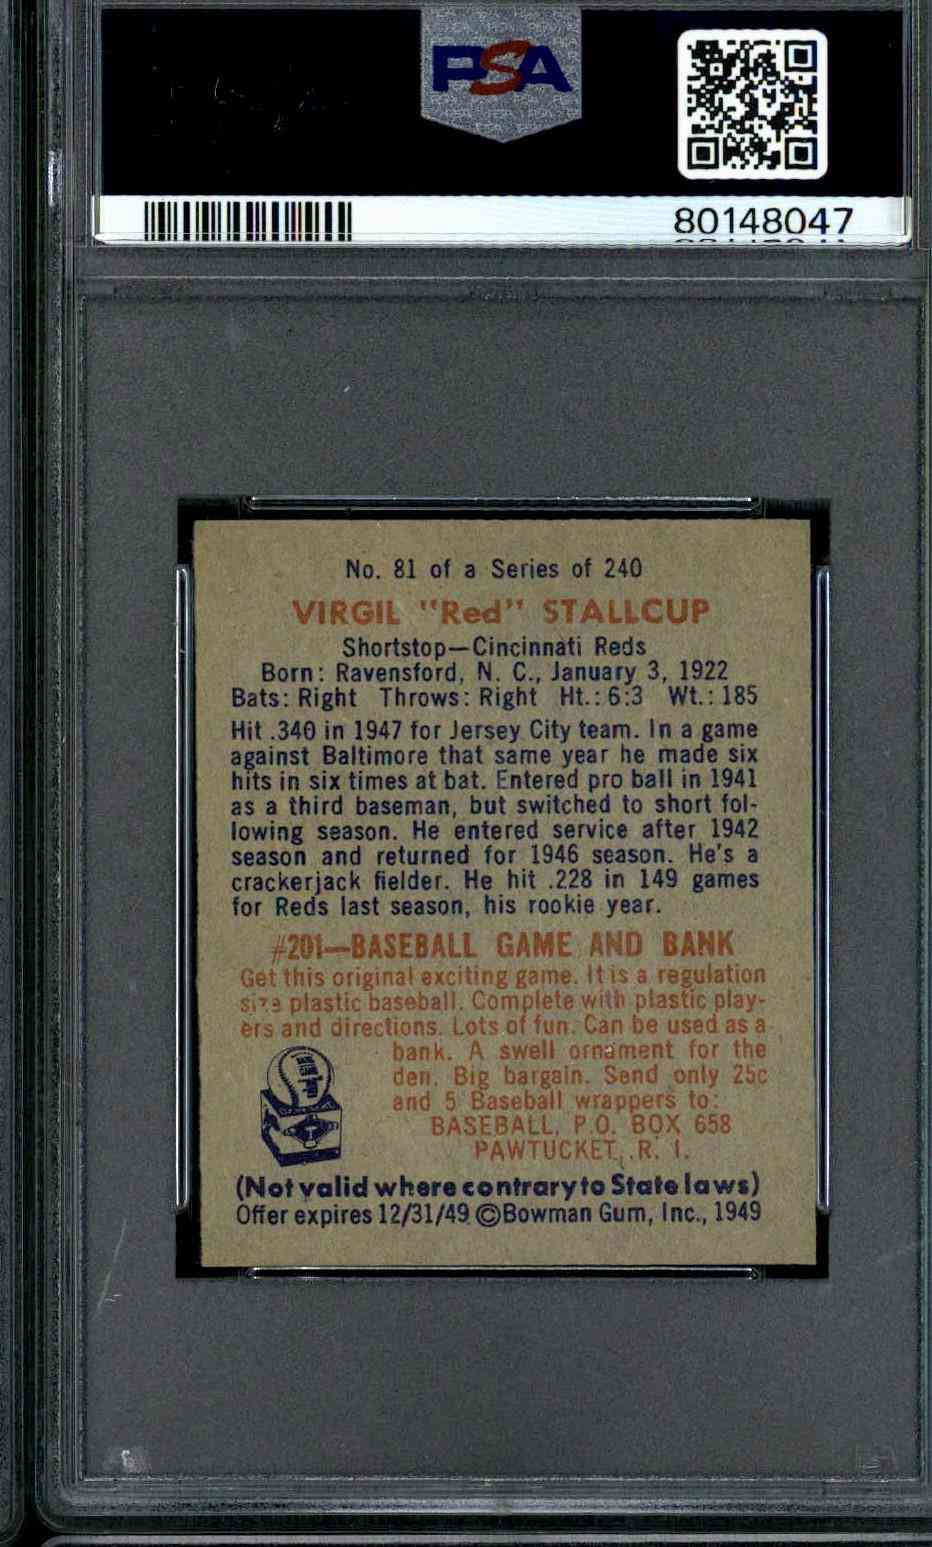 PSA
80148047
No. 81 of a Series of 240
VIRGIL "Red" STALLCUP
Shortstop—Cincinnati Reds
Born: Ravensford, N. C., January 3, 1922
Bats: Right Throws: Right Ht.: 6:3 Wt.: 185
Hit .340 in 1947 for Jersey City team. In a game
against Baltimore that same year he made six
hits in six times at bat. Entered pro ball in 1941
as a third baseman, but switched to short fol-
lowing season. He entered service after 1942
season and returned for 1946 season. He's a
crackerjack fielder. He hit .228 in 149 games
for Reds last season, his rookie year.
#201—BASEBALL GAME AND BANK
Get this original exciting game. It is a regulation
size plastic baseball. Complete with plastic play-
ers and directions. Lots of fun. Can be used as a
bank. A swell ornament for the
den. Big bargain. Send only 25c
and 5 Baseball wrappers to:
BASEBALL, P.O. BOX 658
PAWTUCKET, R. I.
(Not valid where contrary to State laws)
Offer expires 12/31/49 ©Bowman Gum, Inc., 1949